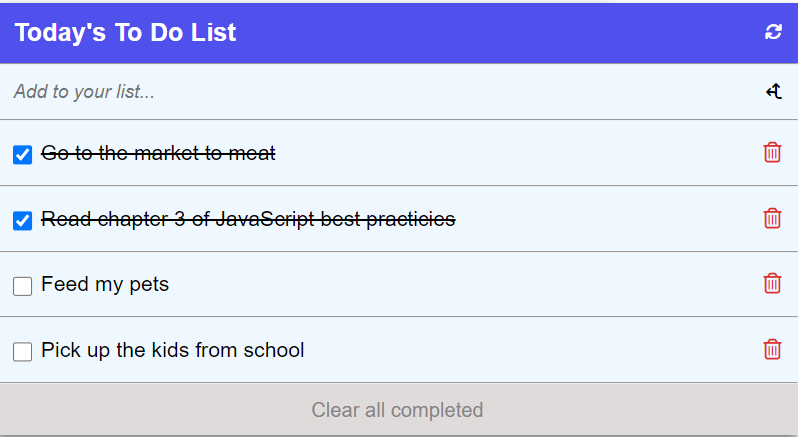 Today's To Do List
Add to your list...
Go to the market to meat
Read chapter 3 of JavaScript best practicies
Feed my pets
Pick up the kids from school
Clear all completed